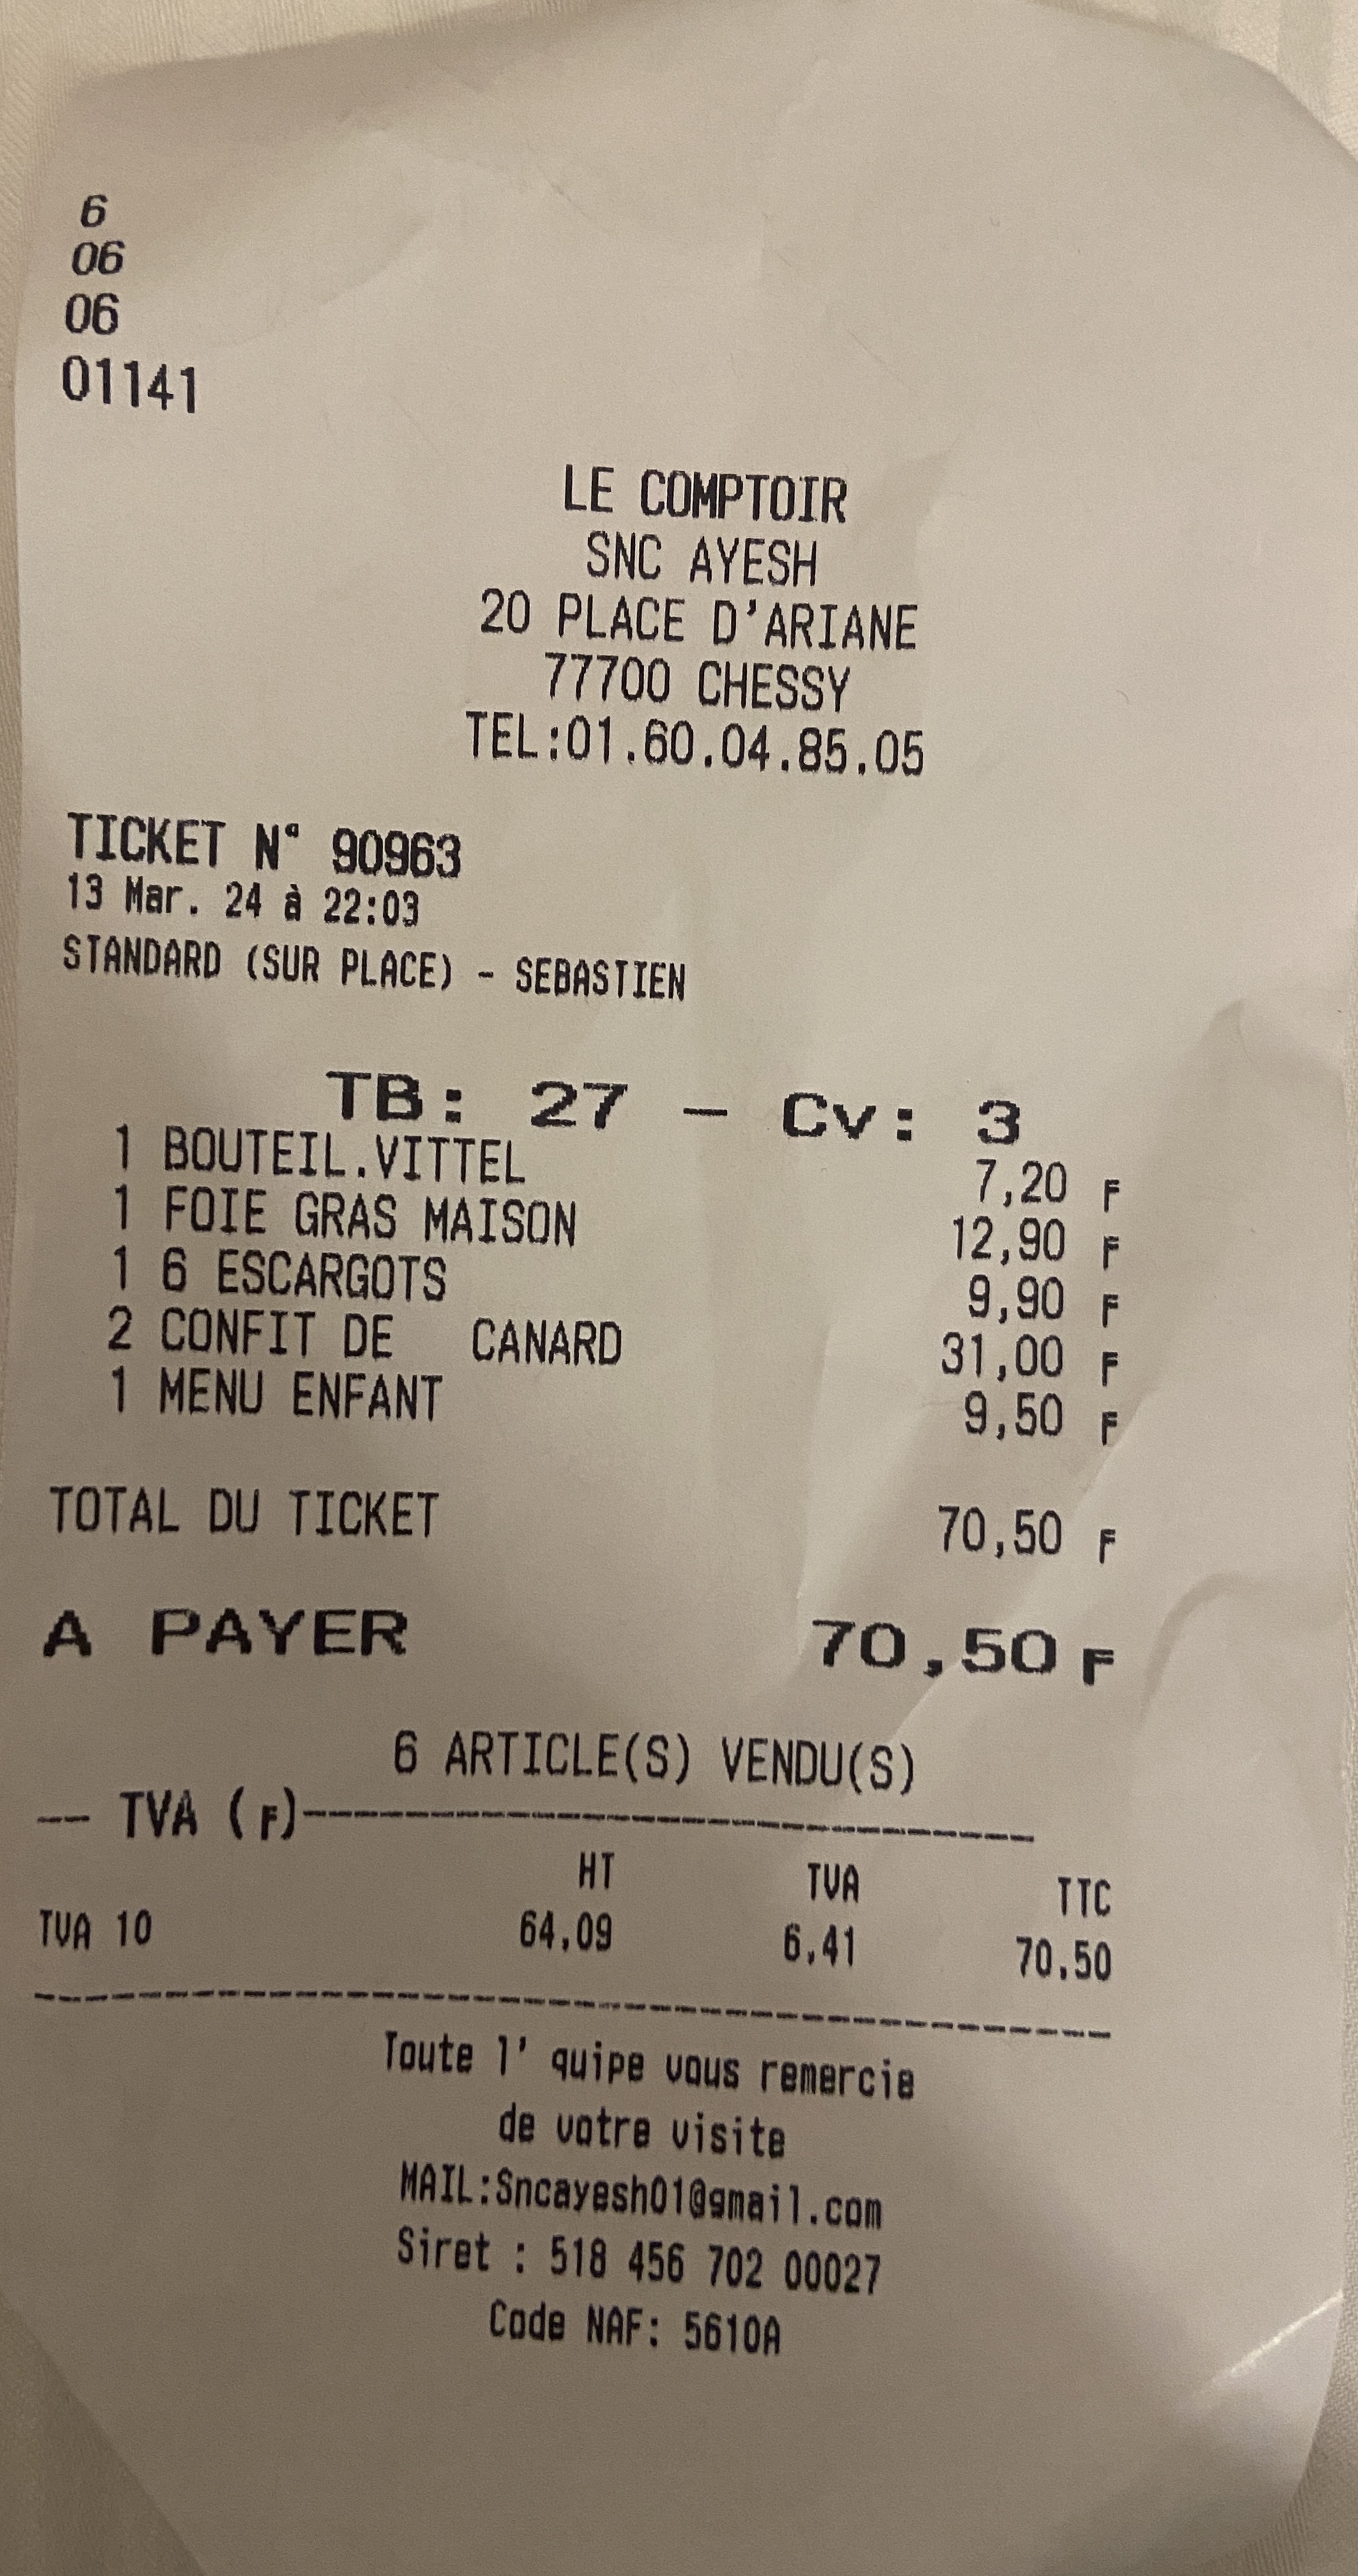 6
06
06
01141
LE COMPTOIR
SNC AYESH
20 PLACE D'ARIANE
77700 CHESSY
TEL:01.60.04.85.05
TICKET N° 90963
13 Mar. 24 à 22:03
STANDARD (SUR PLACE) - SEBASTIEN
TB: 27 - Cv: 3
1 BOUTEIL.VITTEL 7,20 F
1 FOIE GRAS MAISON 12,90 F
1 6 ESCARGOTS 9,90 F
2 CONFIT DE CANARD 31,00 F
1 MENU ENFANT 9,50 F
TOTAL DU TICKET 70,50 F
A PAYER 70,50 F
6 ARTICLE(S) VENDU(S)
-- TVA (F)--------------------------------
HT TVA TTC
TVA 10 64.09 6.41 70.50
------------------------------------------
Toute l' quipe vous remercie
de votre visite
MAIL:Sncayesh01@gmail.com
Siret : 518 456 702 00027
Code NAF: 5610A